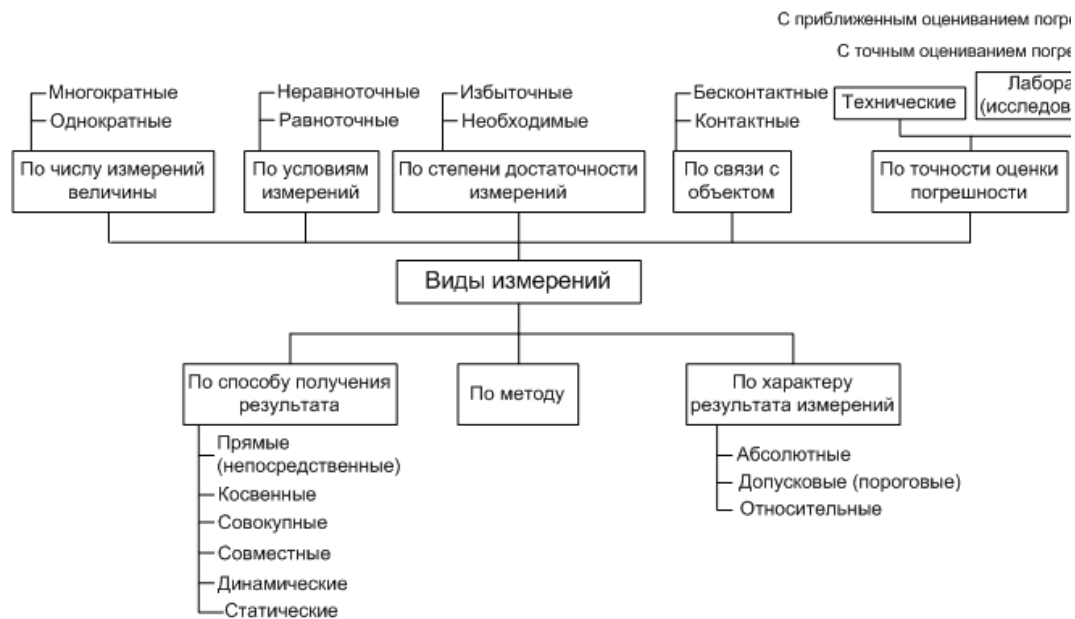 С приближенным оцениванием
С точным оцениванием
Многократные
Однократные
По числу измерений
величины
Неравноточные
Равноточные
По условиям
измерений
Избыточные
Необходимые
По степени достаточности
измерений
Бесконтактные
Контактные
По связи с
объектом
Технические
По точности оценки
погрешности
Виды измерений
По способу получения
результата
Прямые
(непосредственные)
Косвенные
Совокупные
Совместные
Динамические
Статические
По методу
По характеру
результата измерений
Абсолютные
Допусковые (пороговые)
Относительные